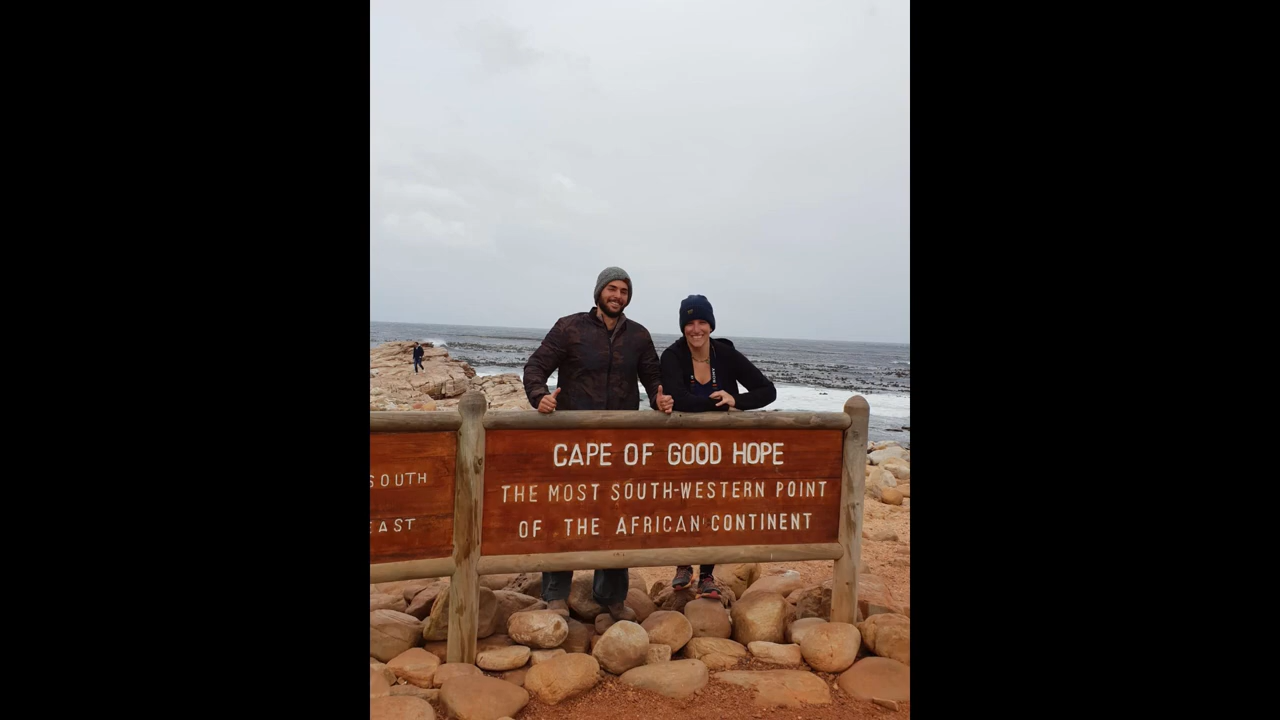 SOUTH
EAST
CAPE OF GOOD HOPE
THE MOST SOUTH-WESTERN POINT
OF THE AFRICAN CONTINENT